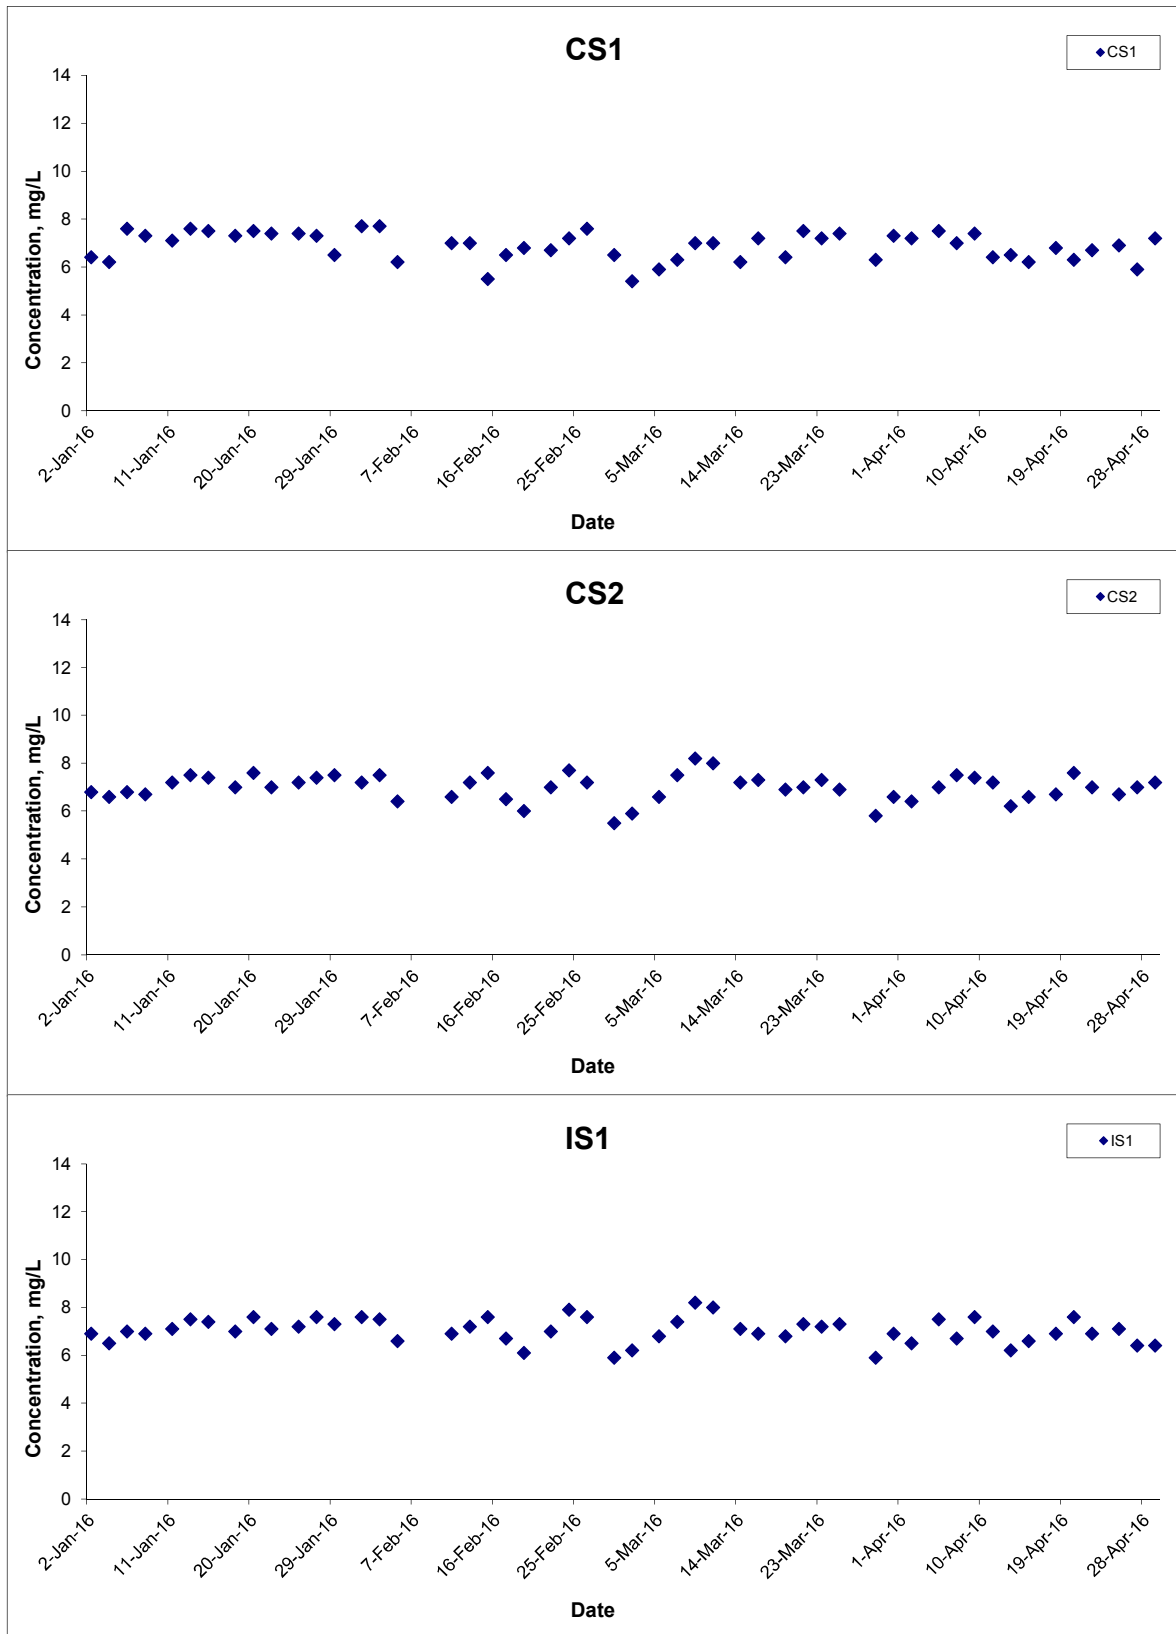 CS1
CS1
14
12
10
8
6
4
2
0
Concentration, mg/L
2-Jan-16
11-Jan-16
20-Jan-16
29-Jan-16
7-Feb-16
16-Feb-16
25-Feb-16
5-Mar-16
14-Mar-16
23-Mar-16
1-Apr-16
10-Apr-16
19-Apr-16
28-Apr-16
Date
CS2
CS2
14
12
10
8
6
4
2
0
Concentration, mg/L
2-Jan-16
11-Jan-16
20-Jan-16
29-Jan-16
7-Feb-16
16-Feb-16
25-Feb-16
5-Mar-16
14-Mar-16
23-Mar-16
1-Apr-16
10-Apr-16
19-Apr-16
28-Apr-16
Date
IS1
IS1
14
12
10
8
6
4
2
0
Concentration, mg/L
2-Jan-16
11-Jan-16
20-Jan-16
29-Jan-16
7-Feb-16
16-Feb-16
25-Feb-16
5-Mar-16
14-Mar-16
23-Mar-16
1-Apr-16
10-Apr-16
19-Apr-16
28-Apr-16
Date